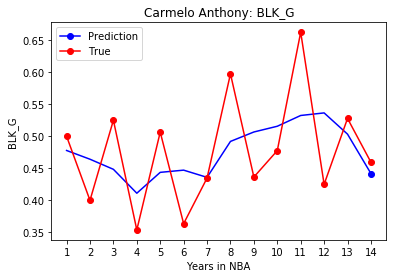 Carmelo Anthony: BLK_G
Prediction
True
BLK_G
0.65
0.60
0.55
0.50
0.45
0.40
0.35
1 2 3 4 5 6 7 8 9 10 11 12 13 14
Years in NBA